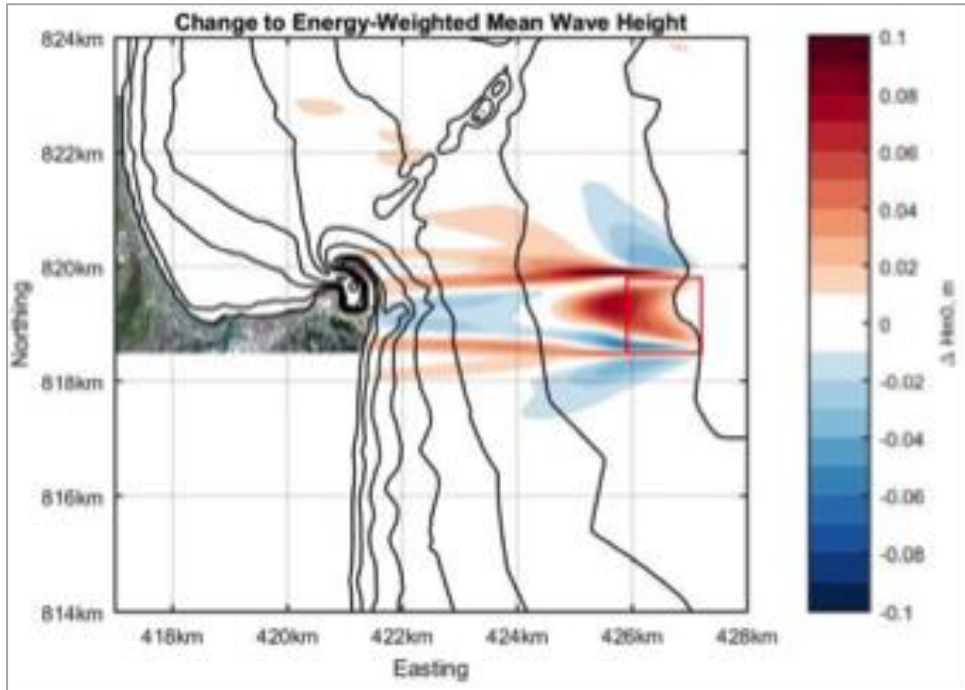 Change to Energy-Weighted Mean Wave Height
824km
822km
820km
818km
816km
814km
Northing
418km
420km
422km
424km
426km
428km
Easting
0.1
0.08
0.06
0.04
0.02
0
-0.02
-0.04
-0.06
-0.08
-0.1
Δ Hm0, m